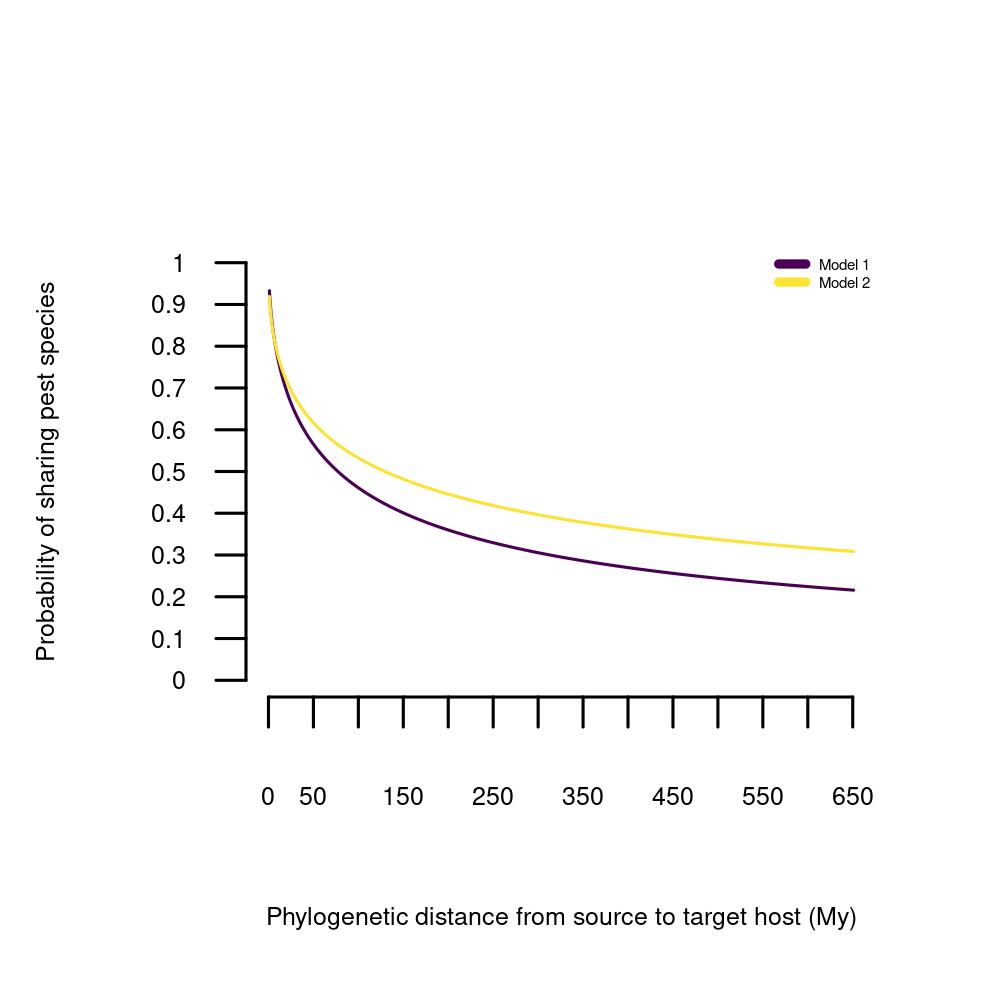 Model 1
Model 2
Probability of sharing pest species
1
0.9
0.8
0.7
0.6
0.5
0.4
0.3
0.2
0.1
0
0 50 150 250 350 450 550 650
Phylogenetic distance from source to target host (My)